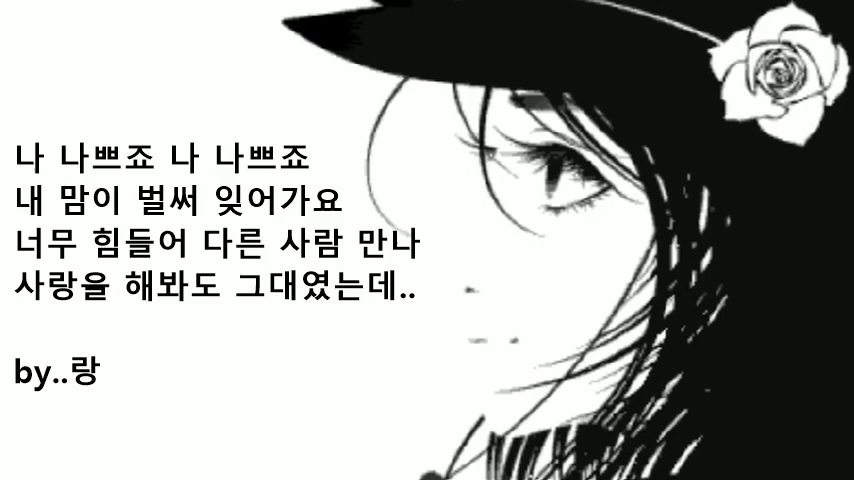 나 나쁘죠 나 나쁘죠
내 맘이 벌써 잊어가요
너무 힘들어 다른 사람 만나
사랑을 해봐도 그대였는데..
by..랑